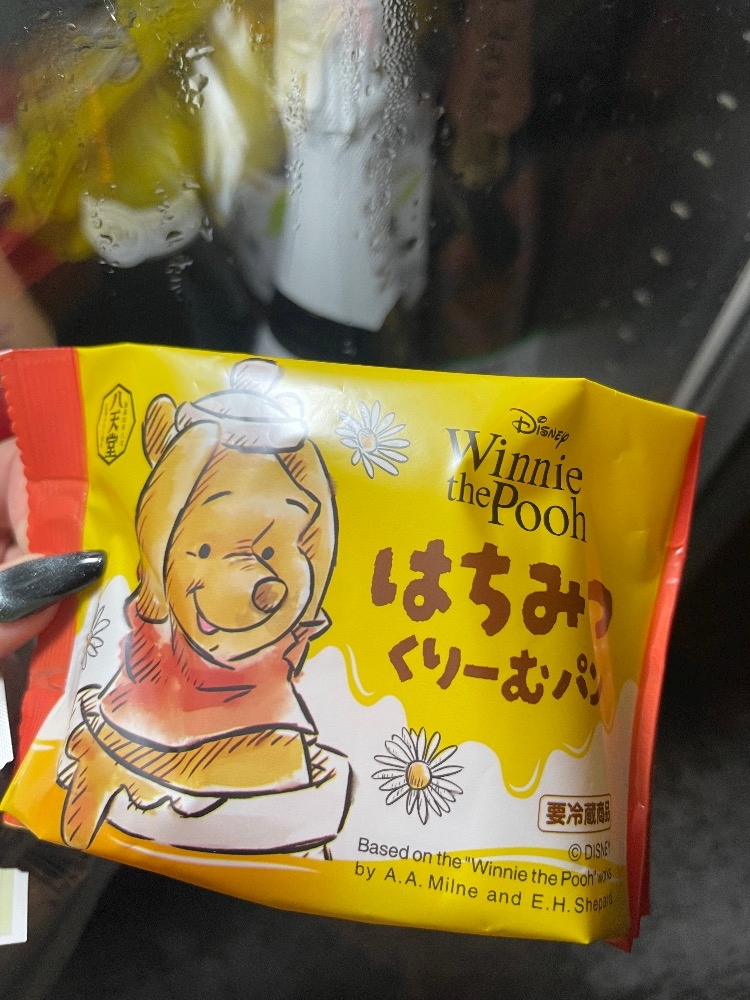 八天堂
Disney
Winnie
the Pooh
はちみつ
くりーむパン
要冷蔵商品
©DISNEY
Based on the "Winnie the Pooh" works
by A.A. Milne and E.H. Shepard